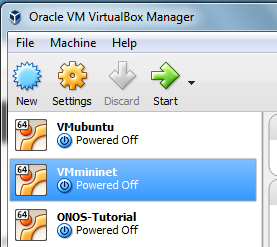 Oracle VM VirtualBox Manager
File Machine Help
New Settings Discard Start
64 VMubuntu
Powered Off
64 VMmininet
Powered Off
64 ONOS-Tutorial
Powered Off